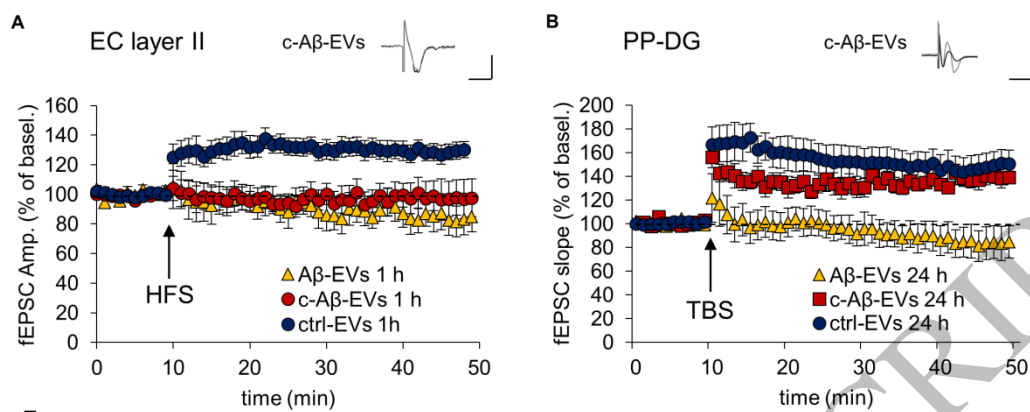 A
EC layer II
c-Aβ-EVs
fEPSC Amp. (% of basel.)
160
140
120
100
80
60
40
20
0
HFS
Aβ-EVs 1 h
c-Aβ-EVs 1 h
ctrl-EVs 1h
0 10 20 30 40 50
time (min)
B
PP-DG
c-Aβ-EVs
fEPSC slope (% of basel.)
200
180
160
140
120
100
80
60
40
20
0
TBS
Aβ-EVs 24 h
c-Aβ-EVs 24 h
ctrl-EVs 24 h
0 10 20 30 40 50
time (min)
CRIP